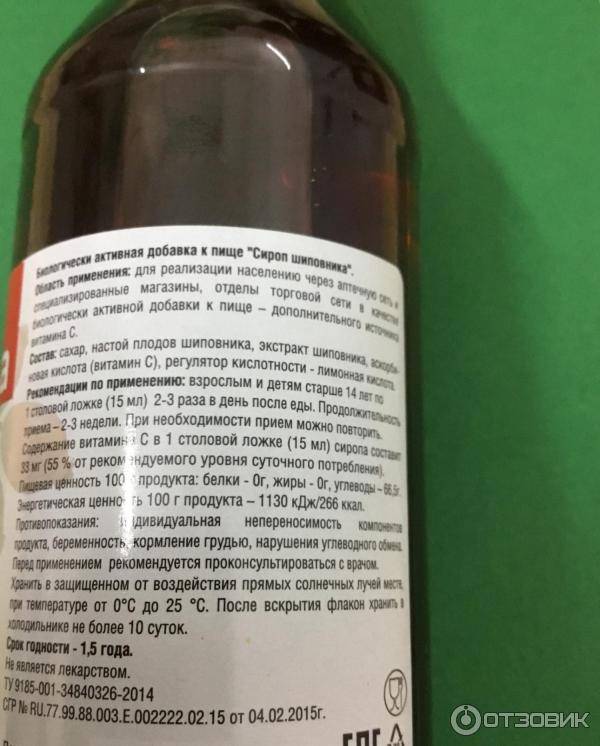 Биологически активная добавка к пище "Сироп шиповника".
Область применения: для реализации населению через аптечную сеть и
специализированные магазины, отделы торговой сети в качестве
биологически активной добавки к пище – дополнительного источника
витамина С.
Состав: сахар, настой плодов шиповника, экстракт шиповника, аскорби-
новая кислота (витамин С), регулятор кислотности - лимонная кислота.
Рекомендации по применению: взрослым и детям старше 14 лет по
1 столовой ложке (15 мл) 2-3 раза в день после еды. Продолжительность
приема – 2-3 недели. При необходимости прием можно повторить.
Содержание витамина С в 1 столовой ложке (15 мл) сиропа составит
33 мг (55 % от рекомендуемого уровня суточного потребления).
Пищевая ценность 100 г продукта: белки - 0г, жиры - 0г, углеводы – 66,5г.
Энергетическая ценность 100 г продукта – 1130 кДж/266 ккал.
Противопоказания: индивидуальная непереносимость компонентов
продукта, беременность, кормление грудью, нарушения углеводного обмена.
Перед применением рекомендуется проконсультироваться с врачом.
Хранить в защищенном от воздействия прямых солнечных лучей месте,
при температуре от 0°С до 25 °С. После вскрытия флакон хранить в
холодильнике не более 10 суток.
Срок годности - 1,5 года.
Не является лекарством.
ТУ 9185-001-34840326-2014
СГР № RU.77.99.88.003.Е.002222.02.15 от 04.02.2015г.
ОТЗОВИК